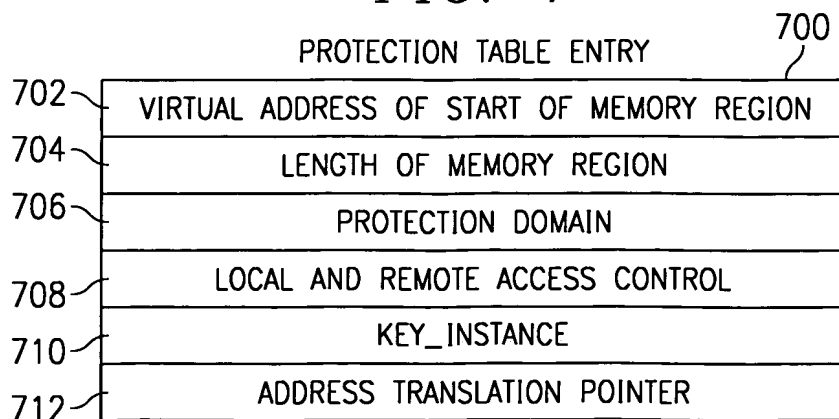 700
PROTECTION TABLE ENTRY
702 VIRTUAL ADDRESS OF START OF MEMORY REGION
704 LENGTH OF MEMORY REGION
706 PROTECTION DOMAIN
708 LOCAL AND REMOTE ACCESS CONTROL
710 KEY_INSTANCE
712 ADDRESS TRANSLATION POINTER